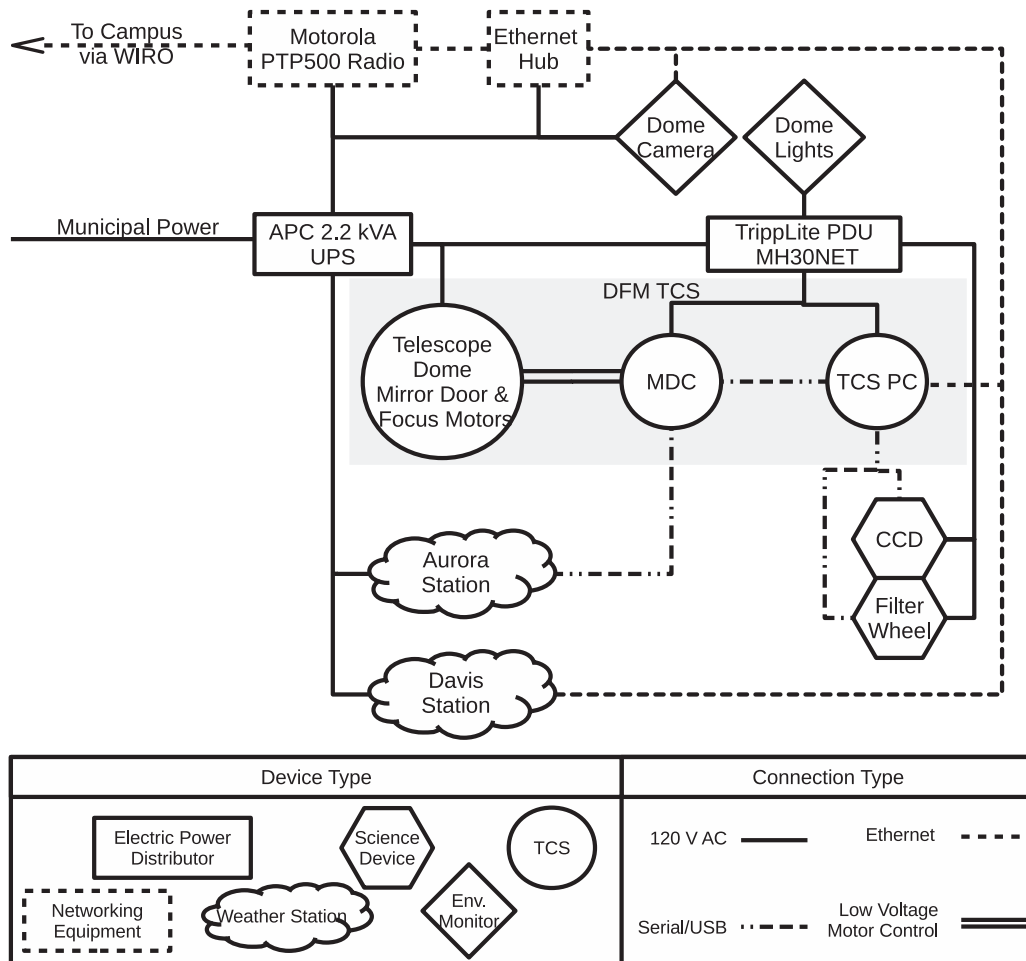 To Campus
via WIRO
Motorola
PTP500 Radio
Ethernet
Hub
Dome
Camera
Dome
Lights
Municipal Power
APC 2.2 kVA
UPS
TrippLite PDU
MH30NET
DFM TCS
Telescope
Dome
Mirror Door &
Focus Motors
MDC
TCS PC
CCD
Filter
Wheel
Aurora
Station
Davis
Station
Device Type
Connection Type
Electric Power
Distributor
Science
Device
TCS
Networking
Equipment
Weather Station
Env.
Monitor
120 V AC
Ethernet
Serial/USB
Low Voltage
Motor Control